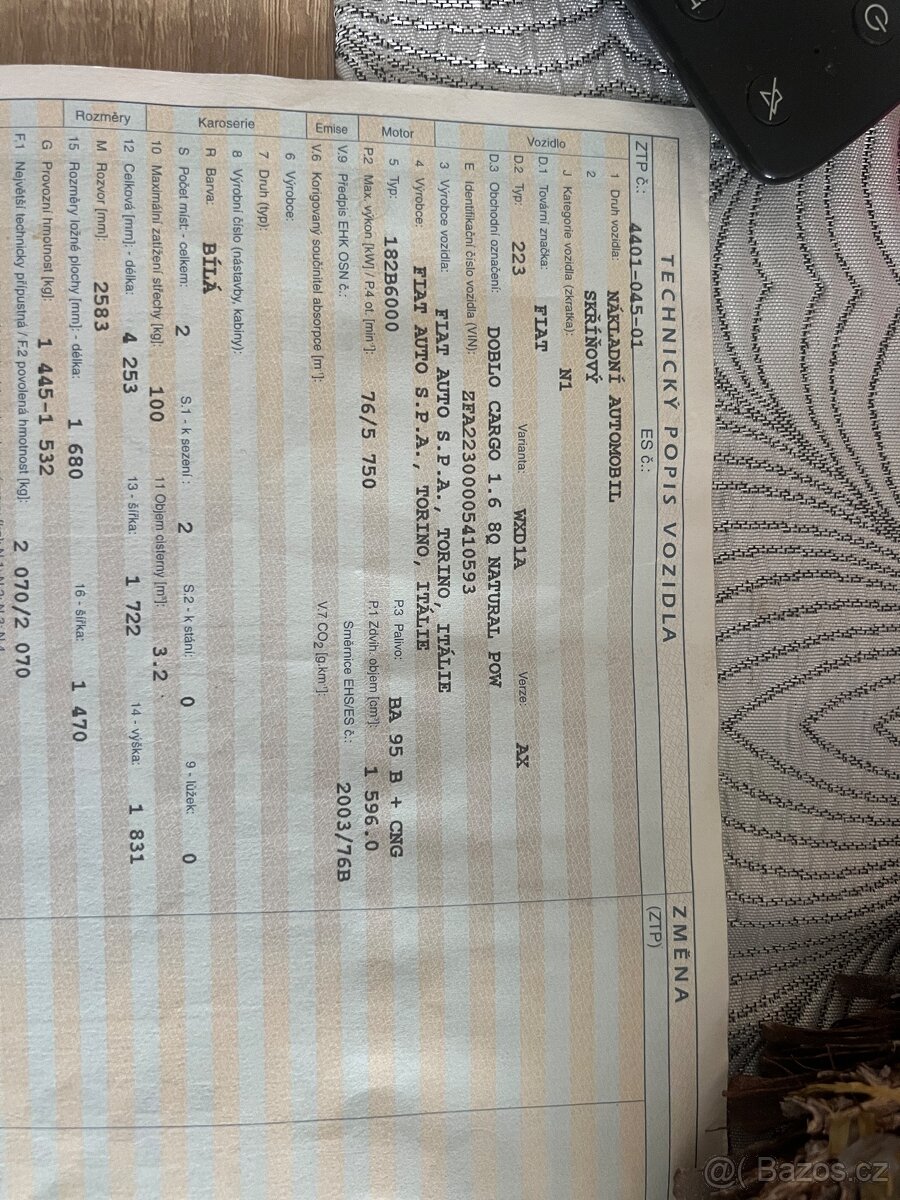 TECHNICKÝ POPIS VOZIDLA
ZMĚNA
ZTP č.: 4401-045-01 ES č.:
(ZTP)
Vozidlo
1 Druh vozidla: NÁKLADNÍ AUTOMOBIL
2 SKŘÍŇOVÝ
J Kategorie vozidla (zkratka): N1
D.1 Tovární značka: FIAT
D.2 Typ: 223 Varianta: WXD1A Verze: AX
D.3 Obchodní označení: DOBLO CARGO 1.6 8Q NATURAL POW
E Identifikační číslo vozidla (VIN): ZFA22300005410593
3 Výrobce vozidla: FIAT AUTO S.P.A., TORINO, ITÁLIE
Motor
4 Výrobce: FIAT AUTO S.P.A., TORINO, ITÁLIE
5 Typ: 182B6000 P.3 Palivo: BA 95 B + CNG
P.2 Max. výkon [kW] / P.4 ot. [min⁻¹]: 76/5 750 P.1 Zdvih. objem [cm³]: 1 596.0
Emise
V.9 Předpis EHK OSN č.: Směrnice EHS/ES č.: 2003/76B
V.6 Korigovaný součinitel absorpce [m⁻¹]: V.7 CO2 [g.km⁻¹]:
Karoserie
6 Výrobce:
7 Druh (typ):
8 Výrobní číslo (nástavby, kabiny):
R Barva: BÍLÁ
S Počet míst: - celkem: 2 S.1 - k sezení : 2 S.2 - k stání: 0 9 - lůžek: 0
10 Maximální zatížení střechy [kg]: 100 11 Objem cisterny [m³]: 3.2
Rozměry
12 Celková [mm]: - délka: 4 253 13 - šířka: 1 722 14 - výška: 1 831
M Rozvor [mm]: 2583
15 Rozměry ložné plochy [mm]: - délka: 1 680 16 - šířka: 1 470
G Provozní hmotnost [kg]: 1 445-1 532
F.1 Největší technicky přípustná / F.2 povolená hmotnost [kg]: 2 070/2 070
@( Bazos.cz